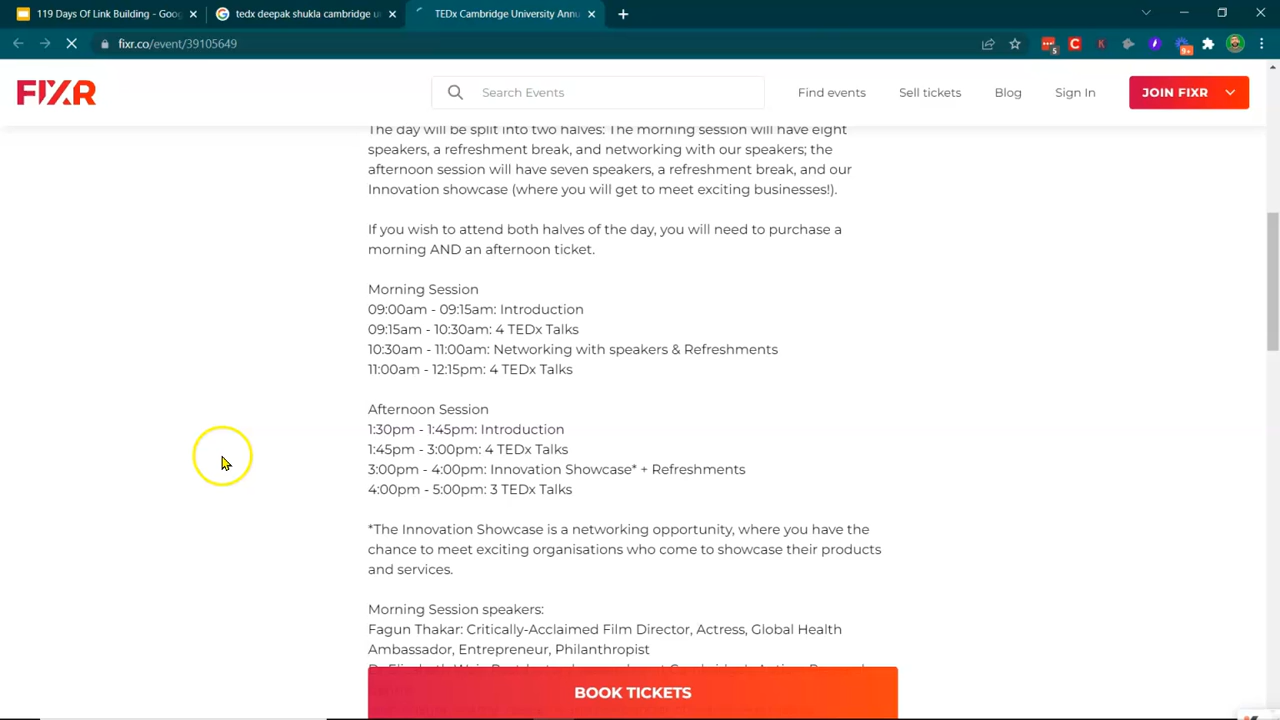 119 Days Of Link Building - Goog
tedx deepak shukla cambridge u
TEDx Cambridge University Annu
fixr.co/event/39105649
5
C
K
9+
FIXR
Search Events
Find events
Sell tickets
Blog
Sign In
JOIN FIXR
The day will be split into two halves: The morning session will have eight
speakers, a refreshment break, and networking with our speakers; the
afternoon session will have seven speakers, a refreshment break, and our
Innovation showcase (where you will get to meet exciting businesses!).
If you wish to attend both halves of the day, you will need to purchase a
morning AND an afternoon ticket.
Morning Session
09:00am - 09:15am: Introduction
09:15am - 10:30am: 4 TEDx Talks
10:30am - 11:00am: Networking with speakers & Refreshments
11:00am - 12:15pm: 4 TEDx Talks
Afternoon Session
1:30pm - 1:45pm: Introduction
1:45pm - 3:00pm: 4 TEDx Talks
3:00pm - 4:00pm: Innovation Showcase* + Refreshments
4:00pm - 5:00pm: 3 TEDx Talks
*The Innovation Showcase is a networking opportunity, where you have the
chance to meet exciting organisations who come to showcase their products
and services.
Morning Session speakers:
Fagun Thakar: Critically-Acclaimed Film Director, Actress, Global Health
Ambassador, Entrepreneur, Philanthropist
BOOK TICKETS